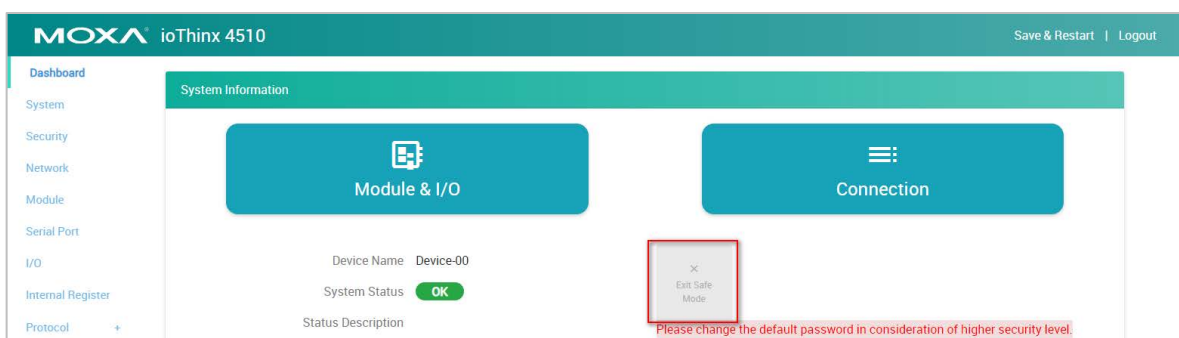 MOXA® ioThinx 4510
Save & Restart | Logout
Dashboard
System
Security
Network
Module
Serial Port
I/O
Internal Register
Protocol +
System Information
Module & I/O
Connection
Device Name Device-00
System Status OK
Status Description
× Exit Safe
Mode
Please change the default password in consideration of higher security level.